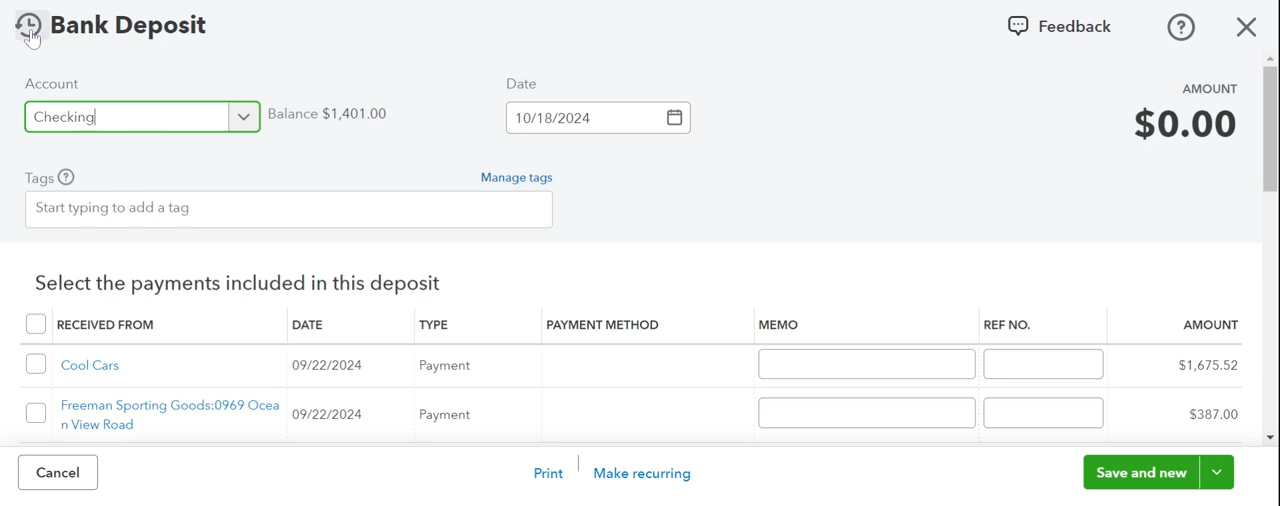 Bank Deposit
Feedback
Account
Checking
Balance $1,401.00
Date
10/18/2024
AMOUNT
$0.00
Tags
Manage tags
Start typing to add a tag
Select the payments included in this deposit
RECEIVED FROM DATE TYPE PAYMENT METHOD MEMO REF NO. AMOUNT
Cool Cars 09/22/2024 Payment $1,675.52
Freeman Sporting Goods:0969 Ocea
n View Road 09/22/2024 Payment $387.00
Cancel
Print
Make recurring
Save and new